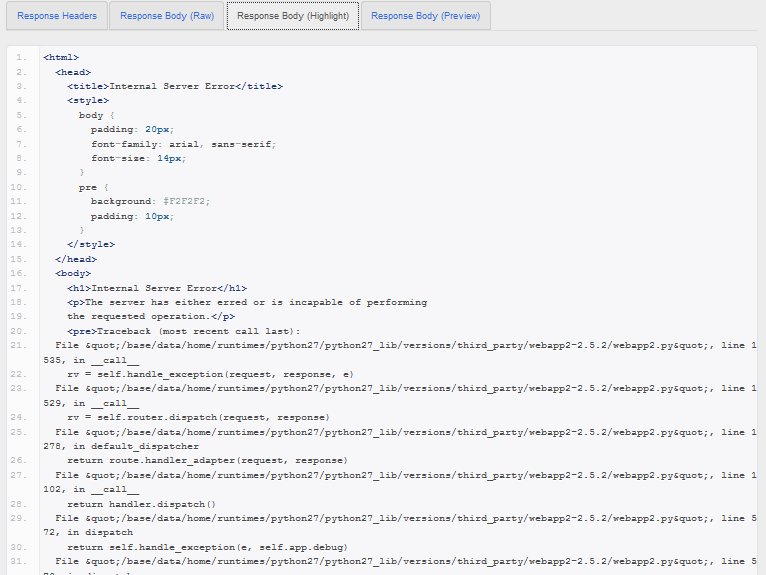 Response Headers Response Body (Raw) Response Body (Highlight) Response Body (Preview)
1. <html>
2. <head>
3. <title>Internal Server Error</title>
4. <style>
5. body {
6. padding: 20px;
7. font-family: arial, sans-serif;
8. font-size: 14px;
9. }
10. pre {
11. background: #F2F2F2;
12. padding: 10px;
13. }
14. </style>
15. </head>
16. <body>
17. <h1>Internal Server Error</h1>
18. <p>The server has either erred or is incapable of performing
19. the requested operation.</p>
20. <pre>Traceback (most recent call last):
21. File &quot;/base/data/home/runtimes/python27/python27_lib/versions/third_party/webapp2-2.5.2/webapp2.py&quot;, line 1
535, in __call__
22. rv = self.handle_exception(request, response, e)
23. File &quot;/base/data/home/runtimes/python27/python27_lib/versions/third_party/webapp2-2.5.2/webapp2.py&quot;, line 1
529, in __call__
24. rv = self.router.dispatch(request, response)
25. File &quot;/base/data/home/runtimes/python27/python27_lib/versions/third_party/webapp2-2.5.2/webapp2.py&quot;, line 1
278, in default_dispatcher
26. return route.handler_adapter(request, response)
27. File &quot;/base/data/home/runtimes/python27/python27_lib/versions/third_party/webapp2-2.5.2/webapp2.py&quot;, line 1
102, in __call__
28. return handler.dispatch()
29. File &quot;/base/data/home/runtimes/python27/python27_lib/versions/third_party/webapp2-2.5.2/webapp2.py&quot;, line 5
72, in dispatch
30. return self.handle_exception(e, self.app.debug)
31. File &quot;/base/data/home/runtimes/python27/python27_lib/versions/third_party/webapp2-2.5.2/webapp2.py&quot;, line 5